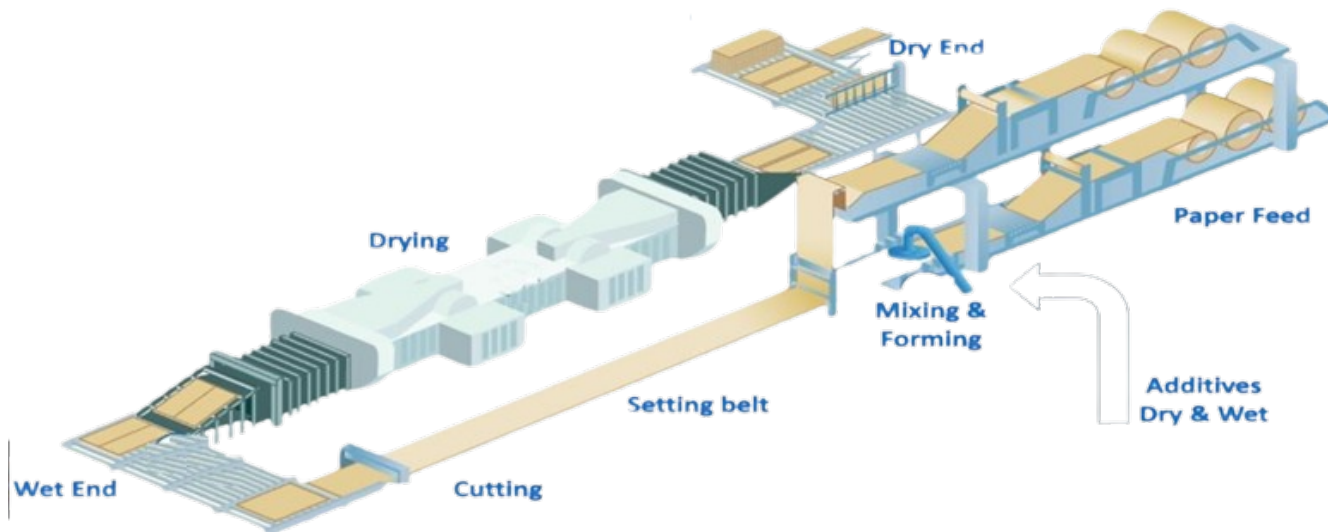 Dry End
Paper Feed
Drying
Mixing &
Forming
Additives
Dry & Wet
Setting belt
Cutting
Wet End